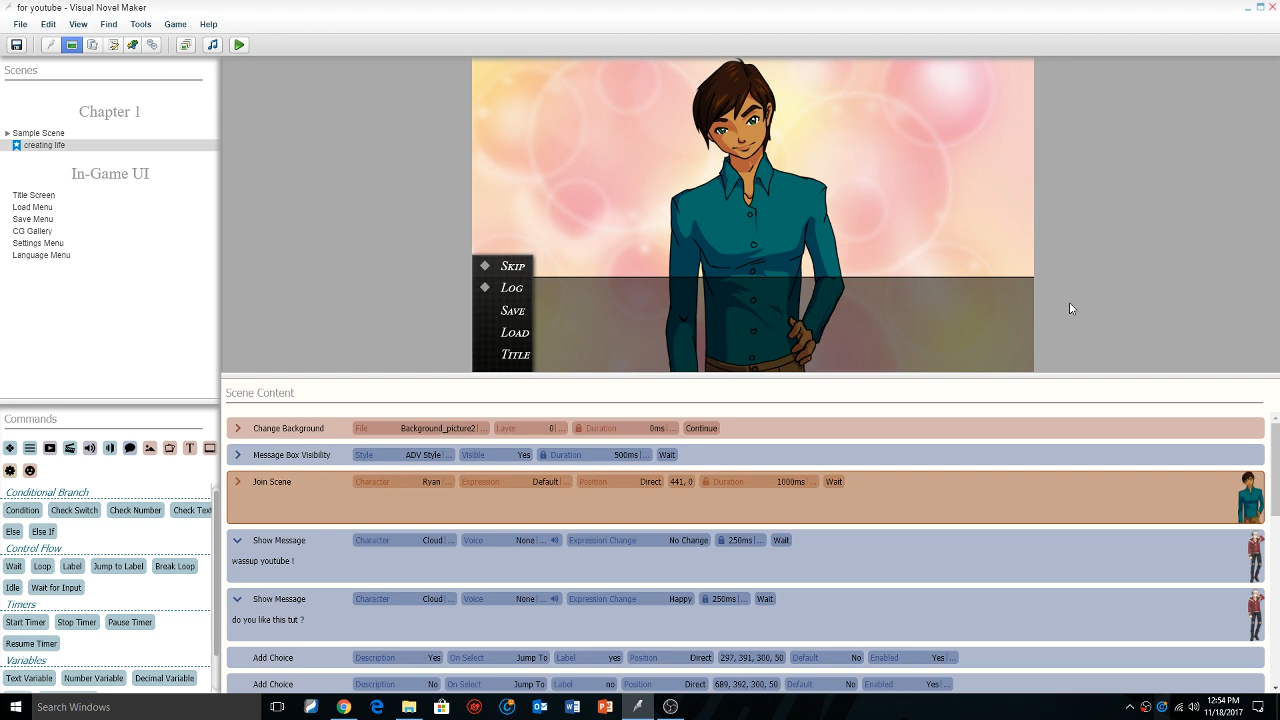 for youtube - Visual Novel Maker
File Edit View Find Tools Game Help
Scenes
Chapter 1
Sample Scene
creating life
In-Game UI
Title Screen
Load Menu
Save Menu
CG Gallery
Settings Menu
Language Menu
Skip
Log
Save
Load
Title
Commands
Conditional Branch
Condition Check Switch Check Number Check Text
Else Else If
Control Flow
Wait Loop Label Jump to Label Break Loop
Idle Wait for Input
Timers
Start Timer Stop Timer Pause Timer
Resume Timer
Variables
Text Variable Number Variable Decimal Variable
Scene Content
Change Background File Background_picture2|... Layer 0|... Duration 0ms|... Continue
Message Box Visibility Style ADV Style|... Visible Yes Duration 500ms|... Wait
Join Scene Character Ryan|... Expression Default|... Position Direct 441, 0 Duration 1000ms|... Wait
Show Message Character Cloud|... Voice None|... Expression Change No Change 250ms|... Wait
wassup youtube !
Show Message Character Cloud|... Voice None|... Expression Change Happy 250ms|... Wait
do you like this tut ?
Add Choice Description Yes On Select Jump To Label yes Position Direct 297, 391, 300, 50 Default No Enabled Yes|...
Add Choice Description No On Select Jump To Label no Position Direct 689, 392, 300, 50 Default No Enabled Yes|...
Search Windows
12:54 PM
11/18/2017